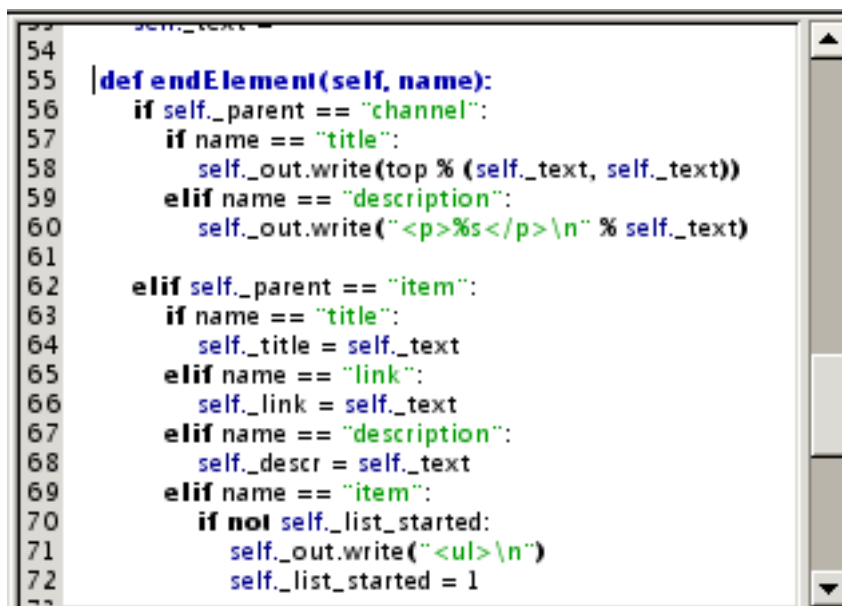 54
55 def endElement(self, name):
56 if self._parent == "channel":
57 if name == "title":
58 self._out.write(top % (self._text, self._text))
59 elif name == "description":
60 self._out.write("<p>%s</p>\n" % self._text)
61
62 elif self._parent == "item":
63 if name == "title":
64 self._title = self._text
65 elif name == "link":
66 self._link = self._text
67 elif name == "description":
68 self._descr = self._text
69 elif name == "item":
70 if not self._list_started:
71 self._out.write("<ul>\n")
72 self._list_started = 1